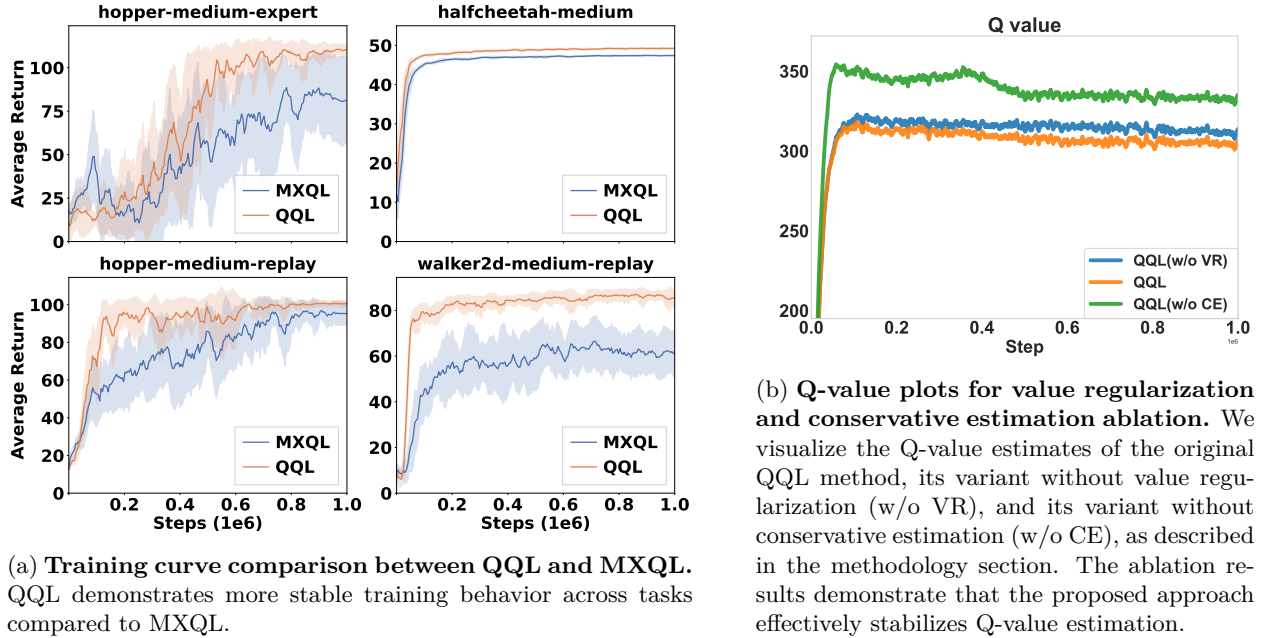 hopper-medium-expert
Average Return
100
75
50
25
0
MXQL
QQL
halfcheetah-medium
50
40
30
20
10
0
MXQL
QQL
hopper-medium-replay
Average Return
100
80
60
40
20
0
0.2 0.4 0.6 0.8 1.0
Steps (1e6)
MXQL
QQL
walker2d-medium-replay
80
60
40
20
0
0.2 0.4 0.6 0.8 1.0
Steps (1e6)
MXQL
QQL
(a) Training curve comparison between QQL and MXQL.
QQL demonstrates more stable training behavior across tasks
compared to MXQL.
Q value
350
300
250
200
0.0 0.2 0.4 0.6 0.8 1.0
1e6
Step
QQL(w/o VR)
QQL
QQL(w/o CE)
(b) Q-value plots for value regularization
and conservative estimation ablation. We
visualize the Q-value estimates of the original
QQL method, its variant without value regu-
larization (w/o VR), and its variant without
conservative estimation (w/o CE), as described
in the methodology section. The ablation re-
sults demonstrate that the proposed approach
effectively stabilizes Q-value estimation.